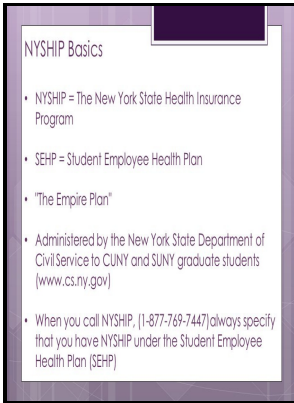 NYSHIP Basics
• NYSHIP = The New York State Health Insurance
Program
• SEHP = Student Employee Health Plan
• "The Empire Plan"
• Administered by the New York State Department of
Civil Service to CUNY and SUNY graduate students
(www.cs.ny.gov)
• When you call NYSHIP, (1-877-769-7447)always specify
that you have NYSHIP under the Student Employee
Health Plan (SEHP)